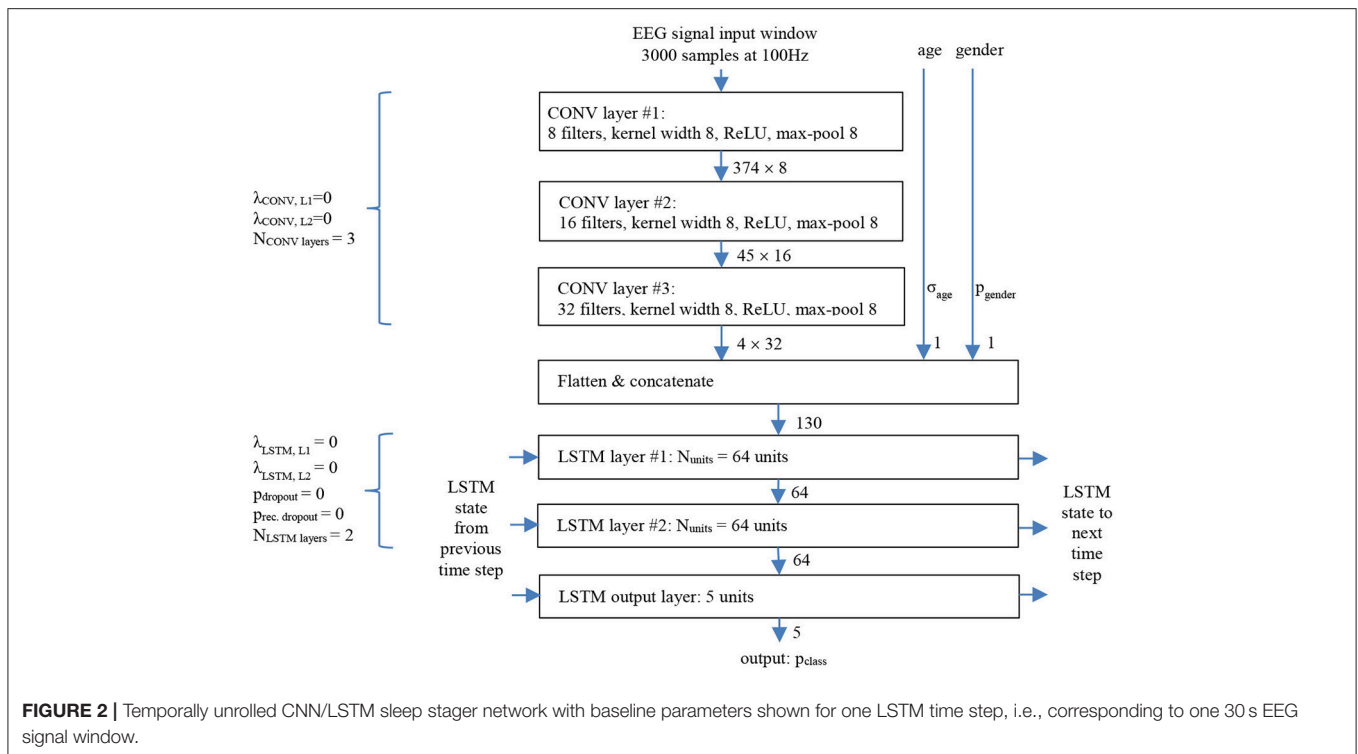 EEG signal input window
3000 samples at 100Hz
age gender
CONV layer #1:
8 filters, kernel width 8, ReLU, max-pool 8
374 × 8
CONV layer #2:
16 filters, kernel width 8, ReLU, max-pool 8
45 × 16
CONV layer #3:
32 filters, kernel width 8, ReLU, max-pool 8
λCONV, L1=0
λCONV, L2=0
NCONV layers = 3
σage
pgender
4 × 32
1
1
Flatten & concatenate
130
λLSTM, L1 = 0
λLSTM, L2 = 0
pdropout = 0
prec. dropout = 0
NLSTM layers = 2
LSTM layer #1: Nunits = 64 units
64
LSTM layer #2: Nunits = 64 units
64
LSTM output layer: 5 units
LSTM
state
from
previous
time step
LSTM
state to
next
time
step
5
output: pclass
FIGURE 2 | Temporally unrolled CNN/LSTM sleep stager network with baseline parameters shown for one LSTM time step, i.e., corresponding to one 30 s EEG
signal window.